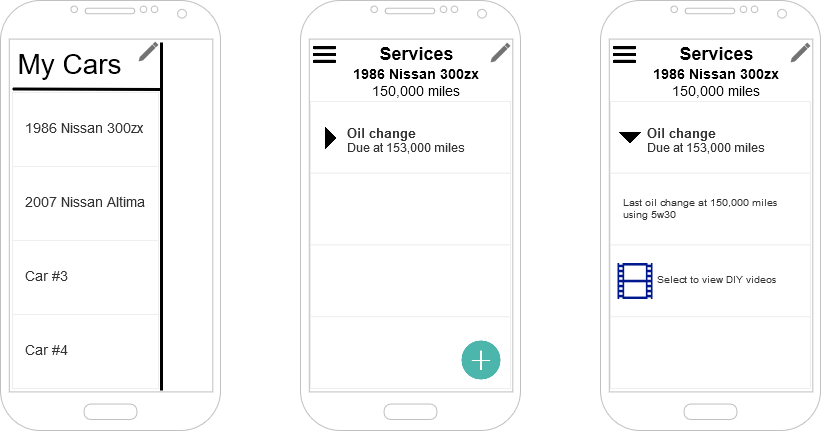 My Cars
1986 Nissan 300zx
2007 Nissan Altima
Car #3
Car #4
Services
1986 Nissan 300zx
150,000 miles
Oil change
Due at 153,000 miles
Services
1986 Nissan 300zx
150,000 miles
Oil change
Due at 153,000 miles
Last oil change at 150,000 miles
using 5w30
Select to view DIY videos